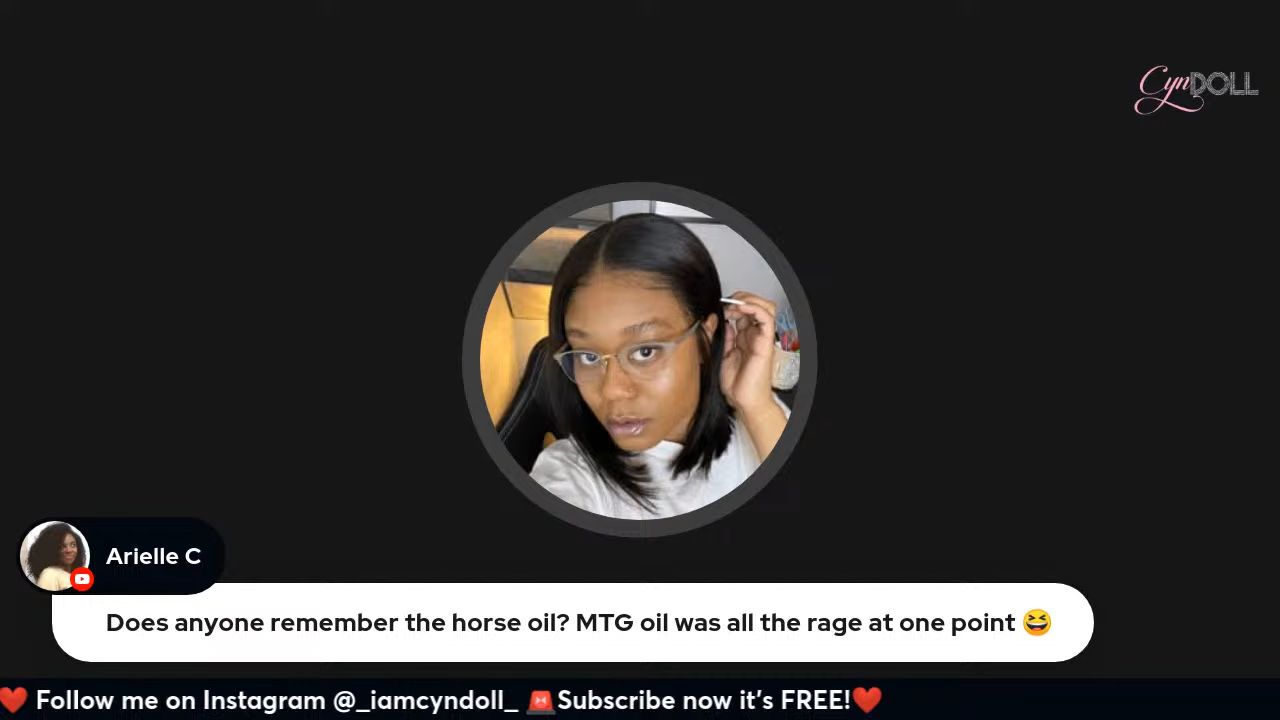 CynDOLL
Arielle C
Does anyone remember the horse oil? MTG oil was all the rage at one point 😆
❤️ Follow me on Instagram @_iamcyndoll_ 🚨Subscribe now it's FREE!❤️